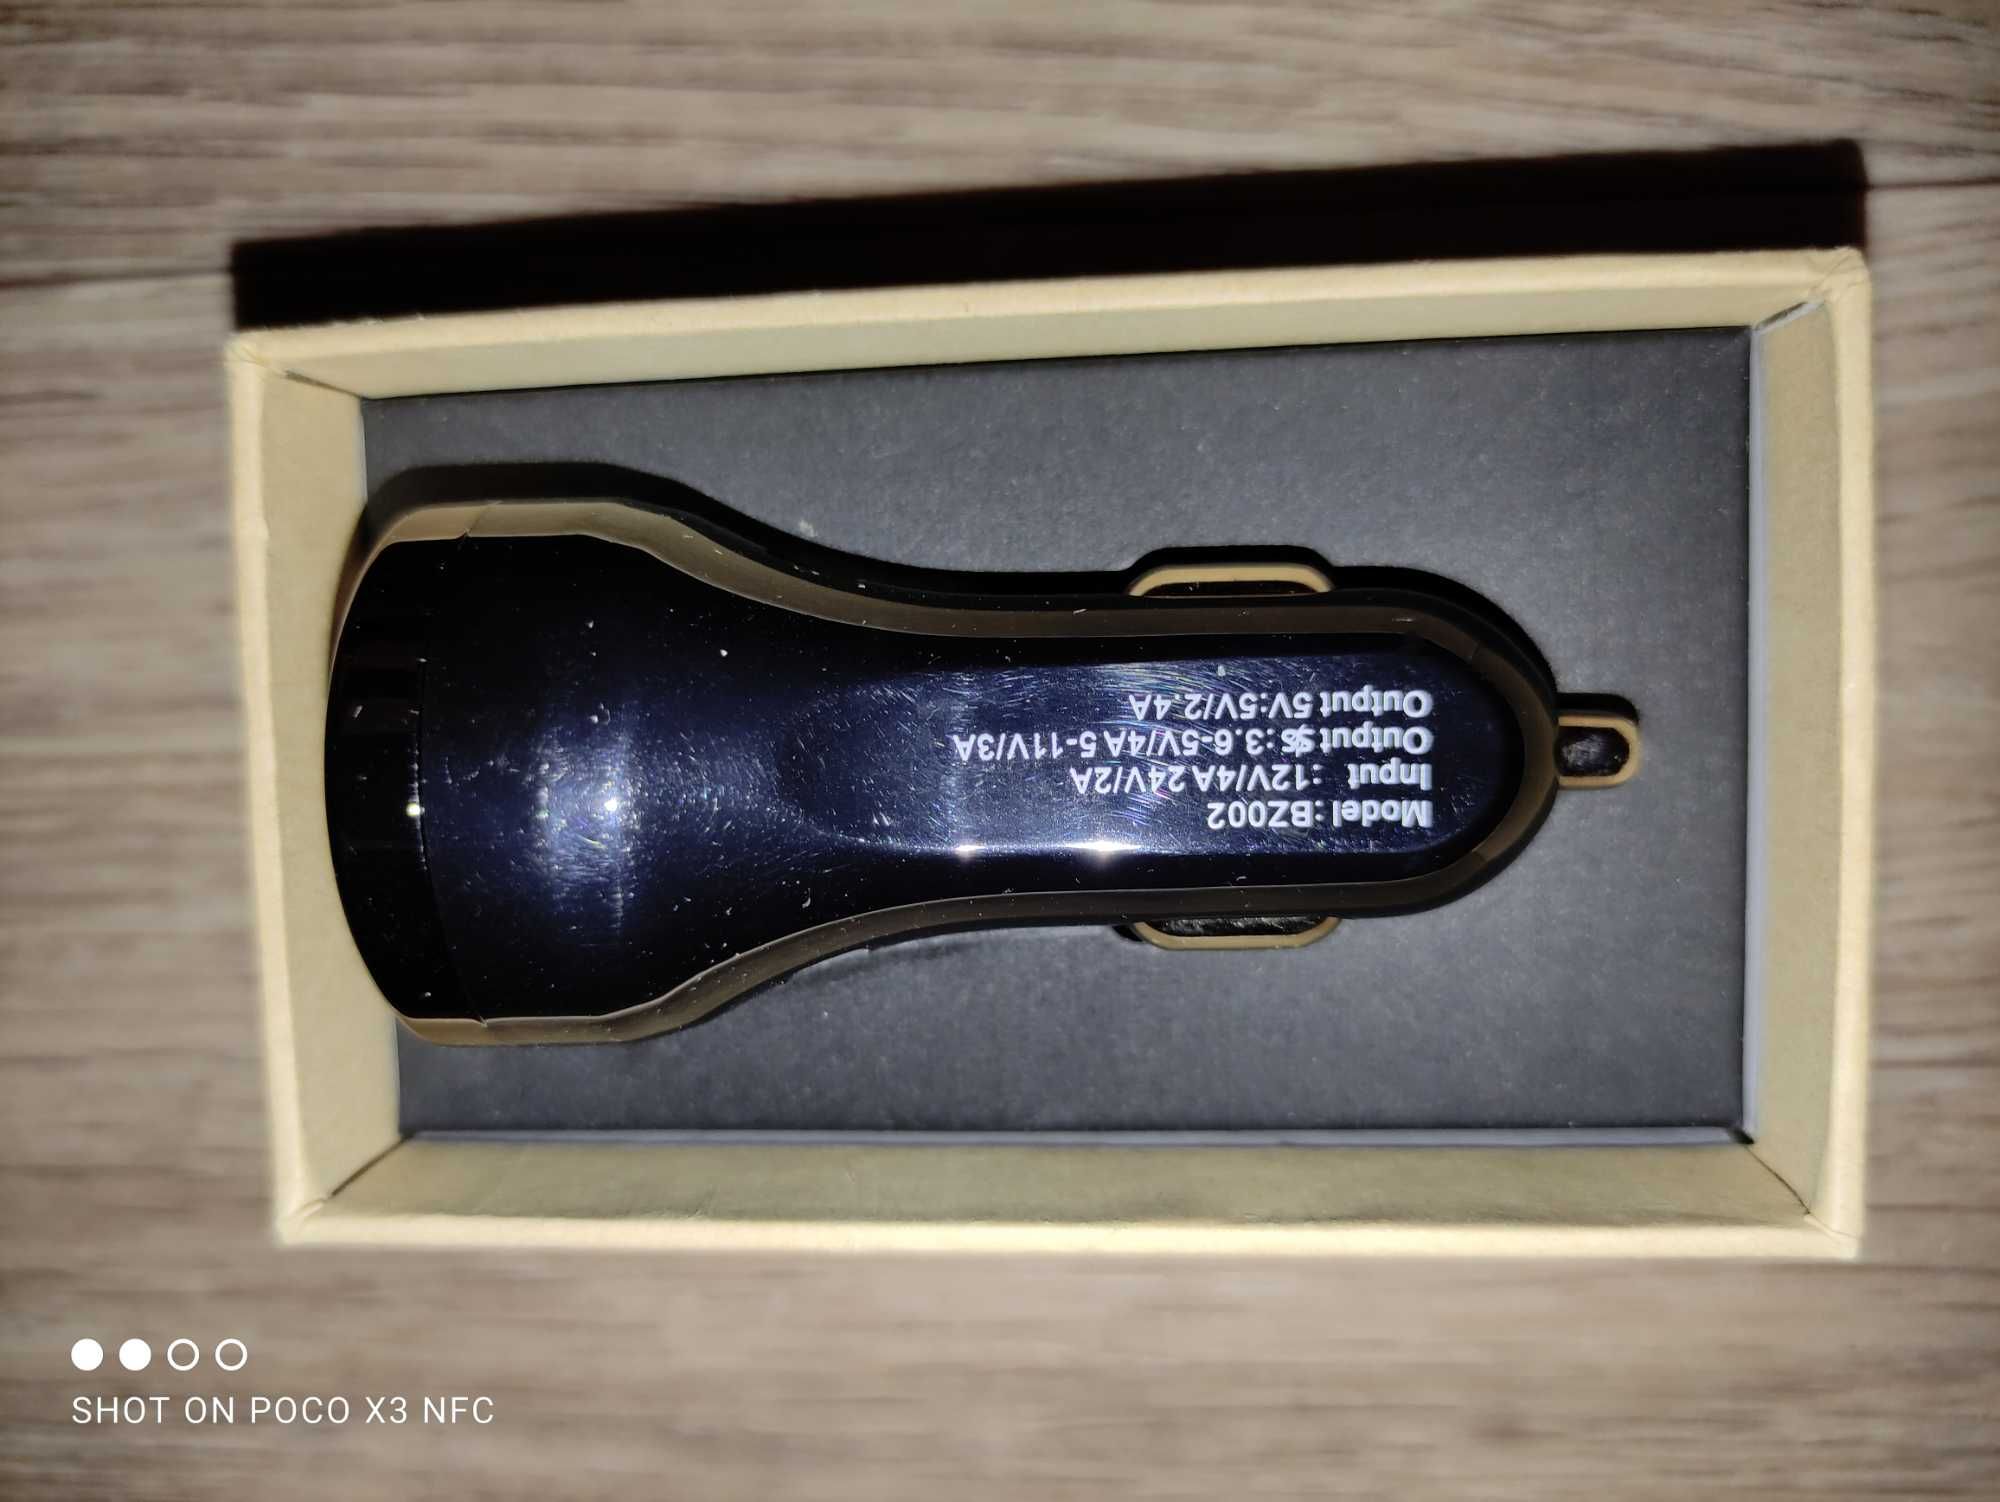 Model:BZ002
Input :12V/4A 24V/2A
Output :3.6-5V/4A 5-11V/3A
Output 5V:5V/2.4A
SHOT ON POCO X3 NFC